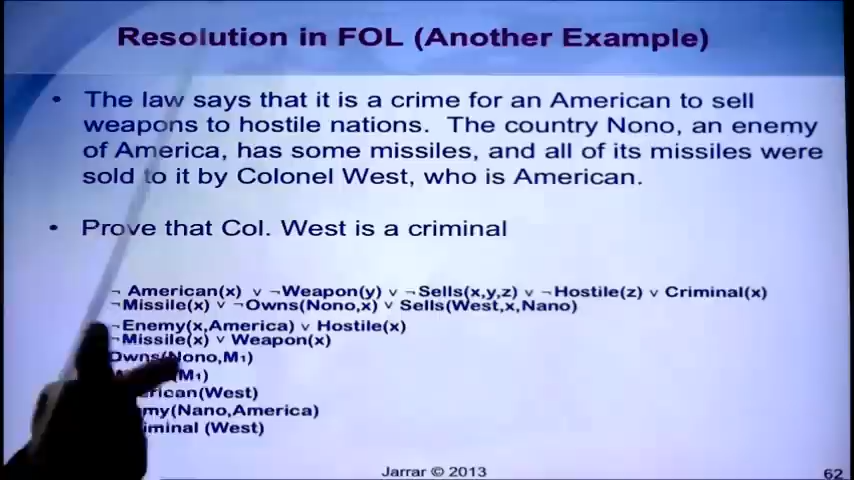 Resolution in FOL (Another Example)
• The law says that it is a crime for an American to sell
weapons to hostile nations. The country Nono, an enemy
of America, has some missiles, and all of its missiles were
sold to it by Colonel West, who is American.
• Prove that Col. West is a criminal
¬ American(x) ∨ ¬Weapon(y) ∨ ¬Sells(x,y,z) ∨ ¬Hostile(z) ∨ Criminal(x)
¬Missile(x) ∨ ¬Owns(Nono,x) ∨ Sells(West,x,Nano)
¬Enemy(x,America) ∨ Hostile(x)
¬Missile(x) ∨ Weapon(x)
Owns(Nono,M₁)
(M₁)
erican(West)
my(Nano,America)
iminal (West)
Jarrar © 2013
62